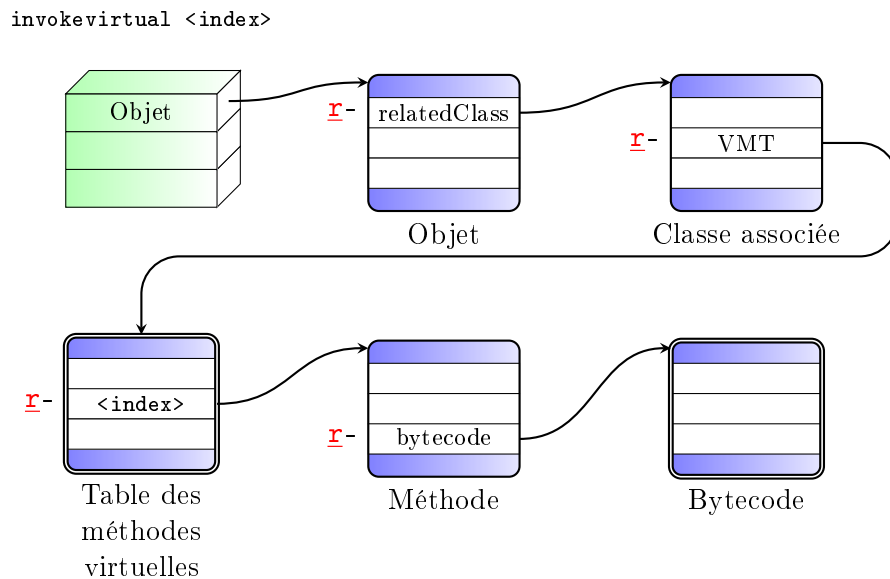 invokevirtual <index>
Objet
r-
relatedClass
r-
VMT
Objet
Classe associée
r-
<index>
r-
bytecode
Table des
méthodes
virtuelles
Méthode
Bytecode